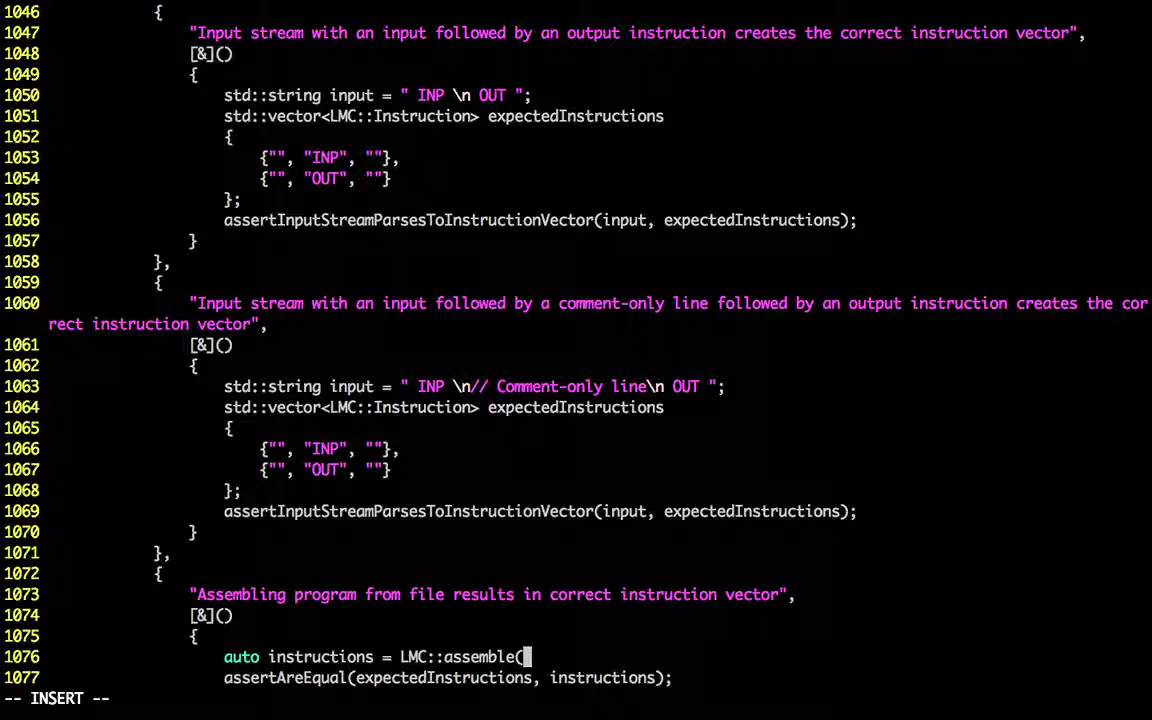 1046             {
1047                 "Input stream with an input followed by an output instruction creates the correct instruction vector",
1048                 [&]()
1049                 {
1050                     std::string input = " INP \n OUT ";
1051                     std::vector<LMC::Instruction> expectedInstructions
1052                     {
1053                         {"", "INP", ""},
1054                         {"", "OUT", ""}
1055                     };
1056                     assertInputStreamParsesToInstructionVector(input, expectedInstructions);
1057                 }
1058             },
1059             {
1060                 "Input stream with an input followed by a comment-only line followed by an output instruction creates the cor
rect instruction vector",
1061                 [&]()
1062                 {
1063                     std::string input = " INP \n// Comment-only line\n OUT ";
1064                     std::vector<LMC::Instruction> expectedInstructions
1065                     {
1066                         {"", "INP", ""},
1067                         {"", "OUT", ""}
1068                     };
1069                     assertInputStreamParsesToInstructionVector(input, expectedInstructions);
1070                 }
1071             },
1072             {
1073                 "Assembling program from file results in correct instruction vector",
1074                 [&]()
1075                 {
1076                     auto instructions = LMC::assemble(
1077                     assertAreEqual(expectedInstructions, instructions);
-- INSERT --